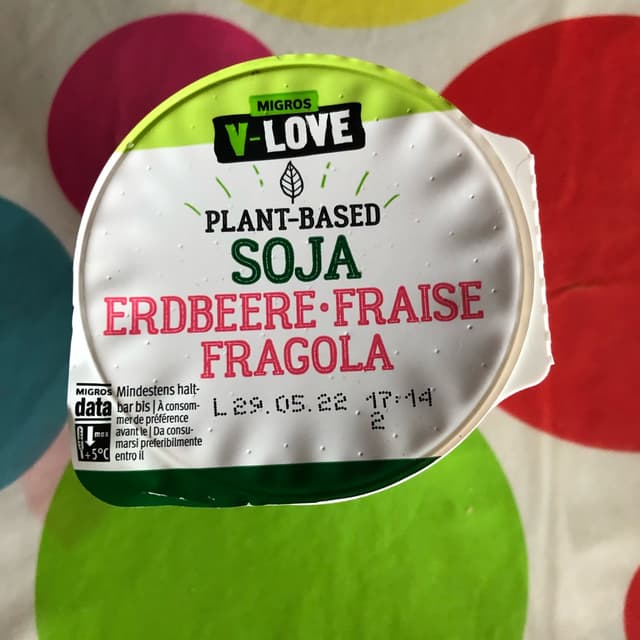 MIGROS
V-LOVE
PLANT-BASED
SOJA
ERDBEERE·FRAISE
FRAGOLA
MIGROS
data
max
+5°C
Mindestens halt-
bar bis | À consom-
mer de préférence
avant le | Da consu-
marsi preferibilmente
entro il
L 29.05.22 17:14
2